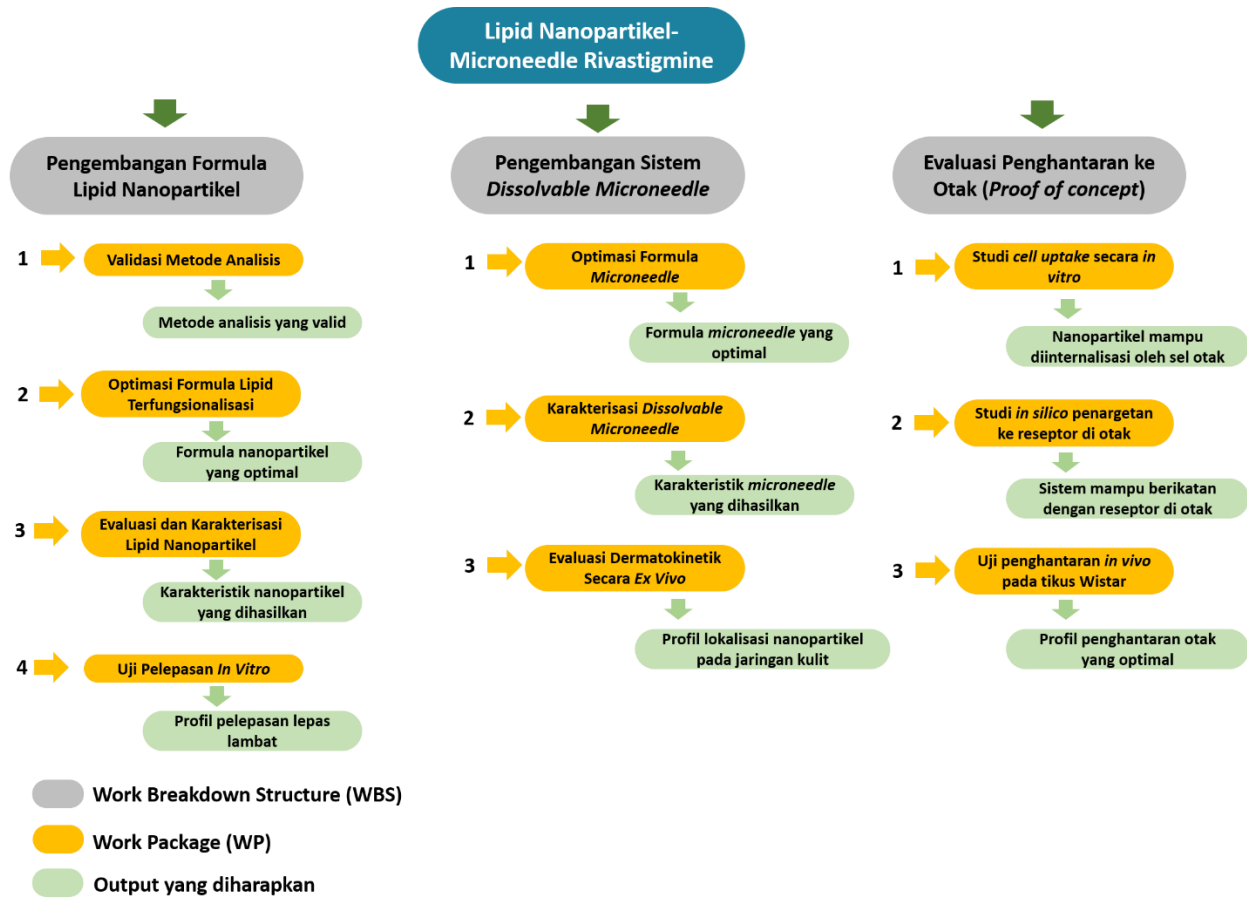 Lipid Nanopartikel-
Microneedle Rivastigmine
Pengembangan Formula
Lipid Nanopartikel
1
Validasi Metode Analisis
Metode analisis yang valid
2
Optimasi Formula Lipid
Terfungsionalisasi
Formula nanopartikel
yang optimal
3
Evaluasi dan Karakterisasi
Lipid Nanopartikel
Karakteristik nanopartikel
yang dihasilkan
4
Uji Pelepasan In Vitro
Profil pelepasan lepas
lambat
Pengembangan Sistem
Dissolvable Microneedle
1
Optimasi Formula
Microneedle
Formula microneedle yang
optimal
2
Karakterisasi Dissolvable
Microneedle
Karakteristik microneedle
yang dihasilkan
3
Evaluasi Dermatokinetik
Secara Ex Vivo
Profil lokalisasi nanopartikel
pada jaringan kulit
Evaluasi Penghantaran ke
Otak (Proof of concept)
1
Studi cell uptake secara in
vitro
Nanopartikel mampu
diinternalisasi oleh sel otak
2
Studi in silico penargetan
ke reseptor di otak
Sistem mampu berikatan
dengan reseptor di otak
3
Uji penghantaran in vivo
pada tikus Wistar
Profil penghantaran otak
yang optimal
Work Breakdown Structure (WBS)
Work Package (WP)
Output yang diharapkan